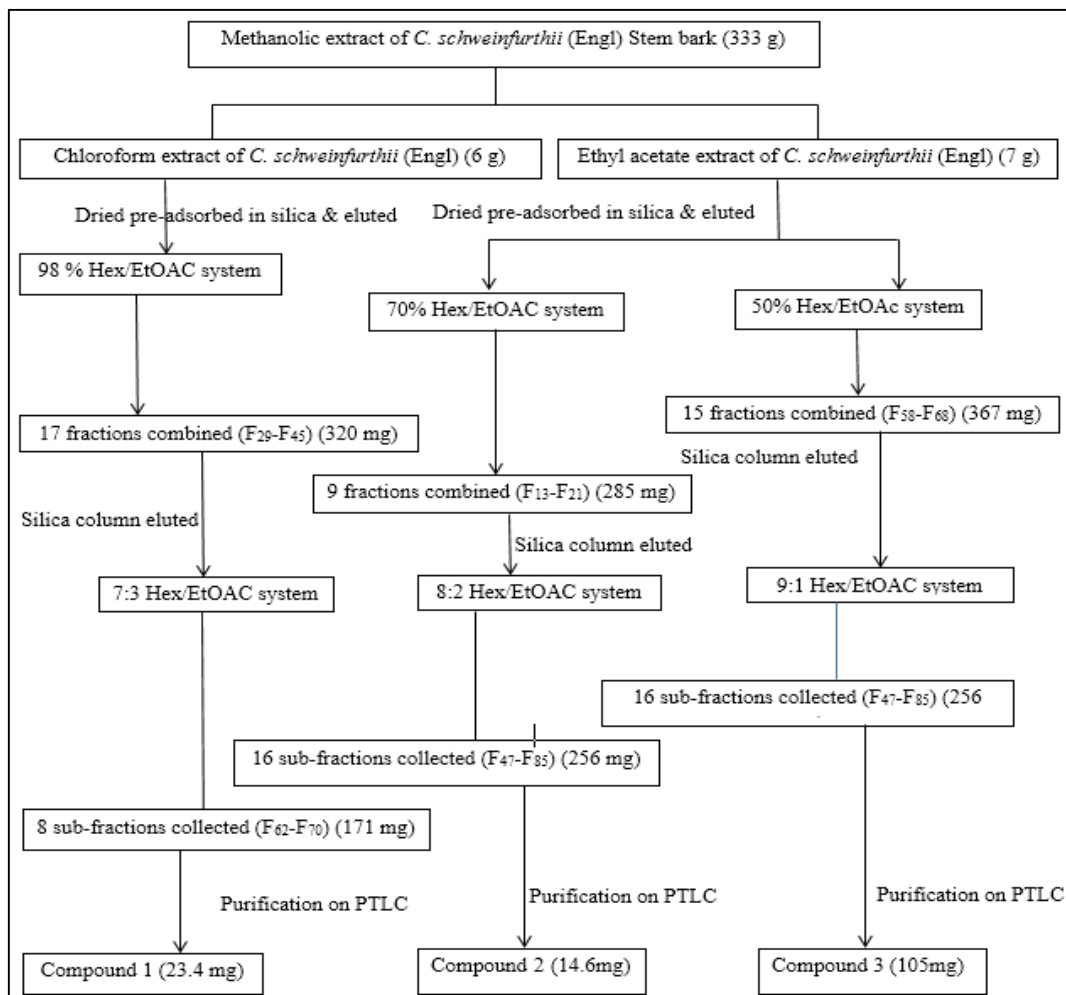 Methanolic extract of C. schweinfurthii (Engl) Stem bark (333 g)
Chloroform extract of C. schweinfurthii (Engl) (6 g)
Ethyl acetate extract of C. schweinfurthii (Engl) (7 g)
Dried pre-adsorbed in silica & eluted
Dried pre-adsorbed in silica & eluted
98 % Hex/EtOAC system
70% Hex/EtOAC system
50% Hex/EtOAc system
17 fractions combined (F29-F45) (320 mg)
15 fractions combined (F58-F68) (367 mg)
Silica column eluted
9 fractions combined (F13-F21) (285 mg)
Silica column eluted
Silica column eluted
7:3 Hex/EtOAC system
8:2 Hex/EtOAC system
9:1 Hex/EtOAC system
16 sub-fractions collected (F47-F85) (256
16 sub-fractions collected (F47-F85) (256 mg)
8 sub-fractions collected (F62-F70) (171 mg)
Purification on PTLC
Purification on PTLC
Purification on PTLC
Compound 1 (23.4 mg)
Compound 2 (14.6mg)
Compound 3 (105mg)